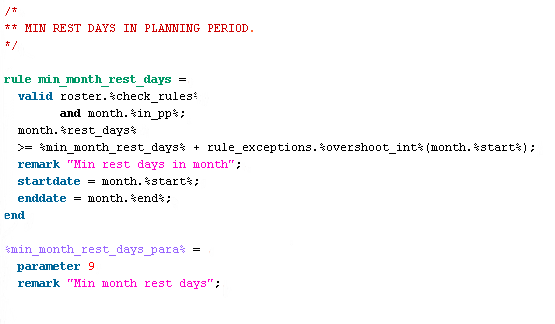 /*
** MIN REST DAYS IN PLANNING PERIOD.
*/
rule min_month_rest_days =
valid roster.%check_rules%
and month.%in_pp%;
month.%rest_days%
>= %min_month_rest_days% + rule_exceptions.%overshoot_int%(month.%start%);
remark "Min rest days in month";
startdate = month.%start%;
enddate = month.%end%;
end
%min_month_rest_days_para% =
parameter 9
remark "Min month rest days";